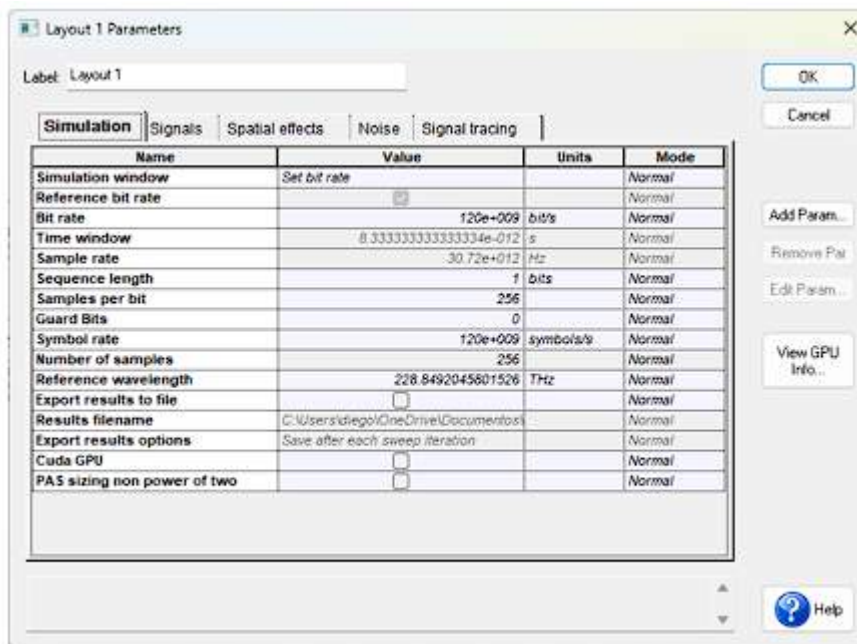 Layout 1 Parameters
Label: Layout 1
OK
Cancel
Simulation Signals Spatial effects Noise Signal tracing
Name Value Units Mode
Simulation window Set bit rate Normal
Reference bit rate Normal
Bit rate 120e+009 bit/s Normal
Time window 8.333333333333334e-012 s Normal
Sample rate 30.72e+012 Hz Normal
Sequence length 1 bits Normal
Samples per bit 256 Normal
Guard Bits 0 Normal
Symbol rate 120e+009 symbols/s Normal
Number of samples 256 Normal
Reference wavelength 228.8492045801526 THz Normal
Export results to file Normal
Results filename C:\Users\diego\OneDrive\Documentos\ Normal
Export results options Save after each sweep iteration Normal
Cuda GPU Normal
PAS sizing non power of two Normal
Add Param...
Remove Par
Edit Param...
View GPU
Info...
Help